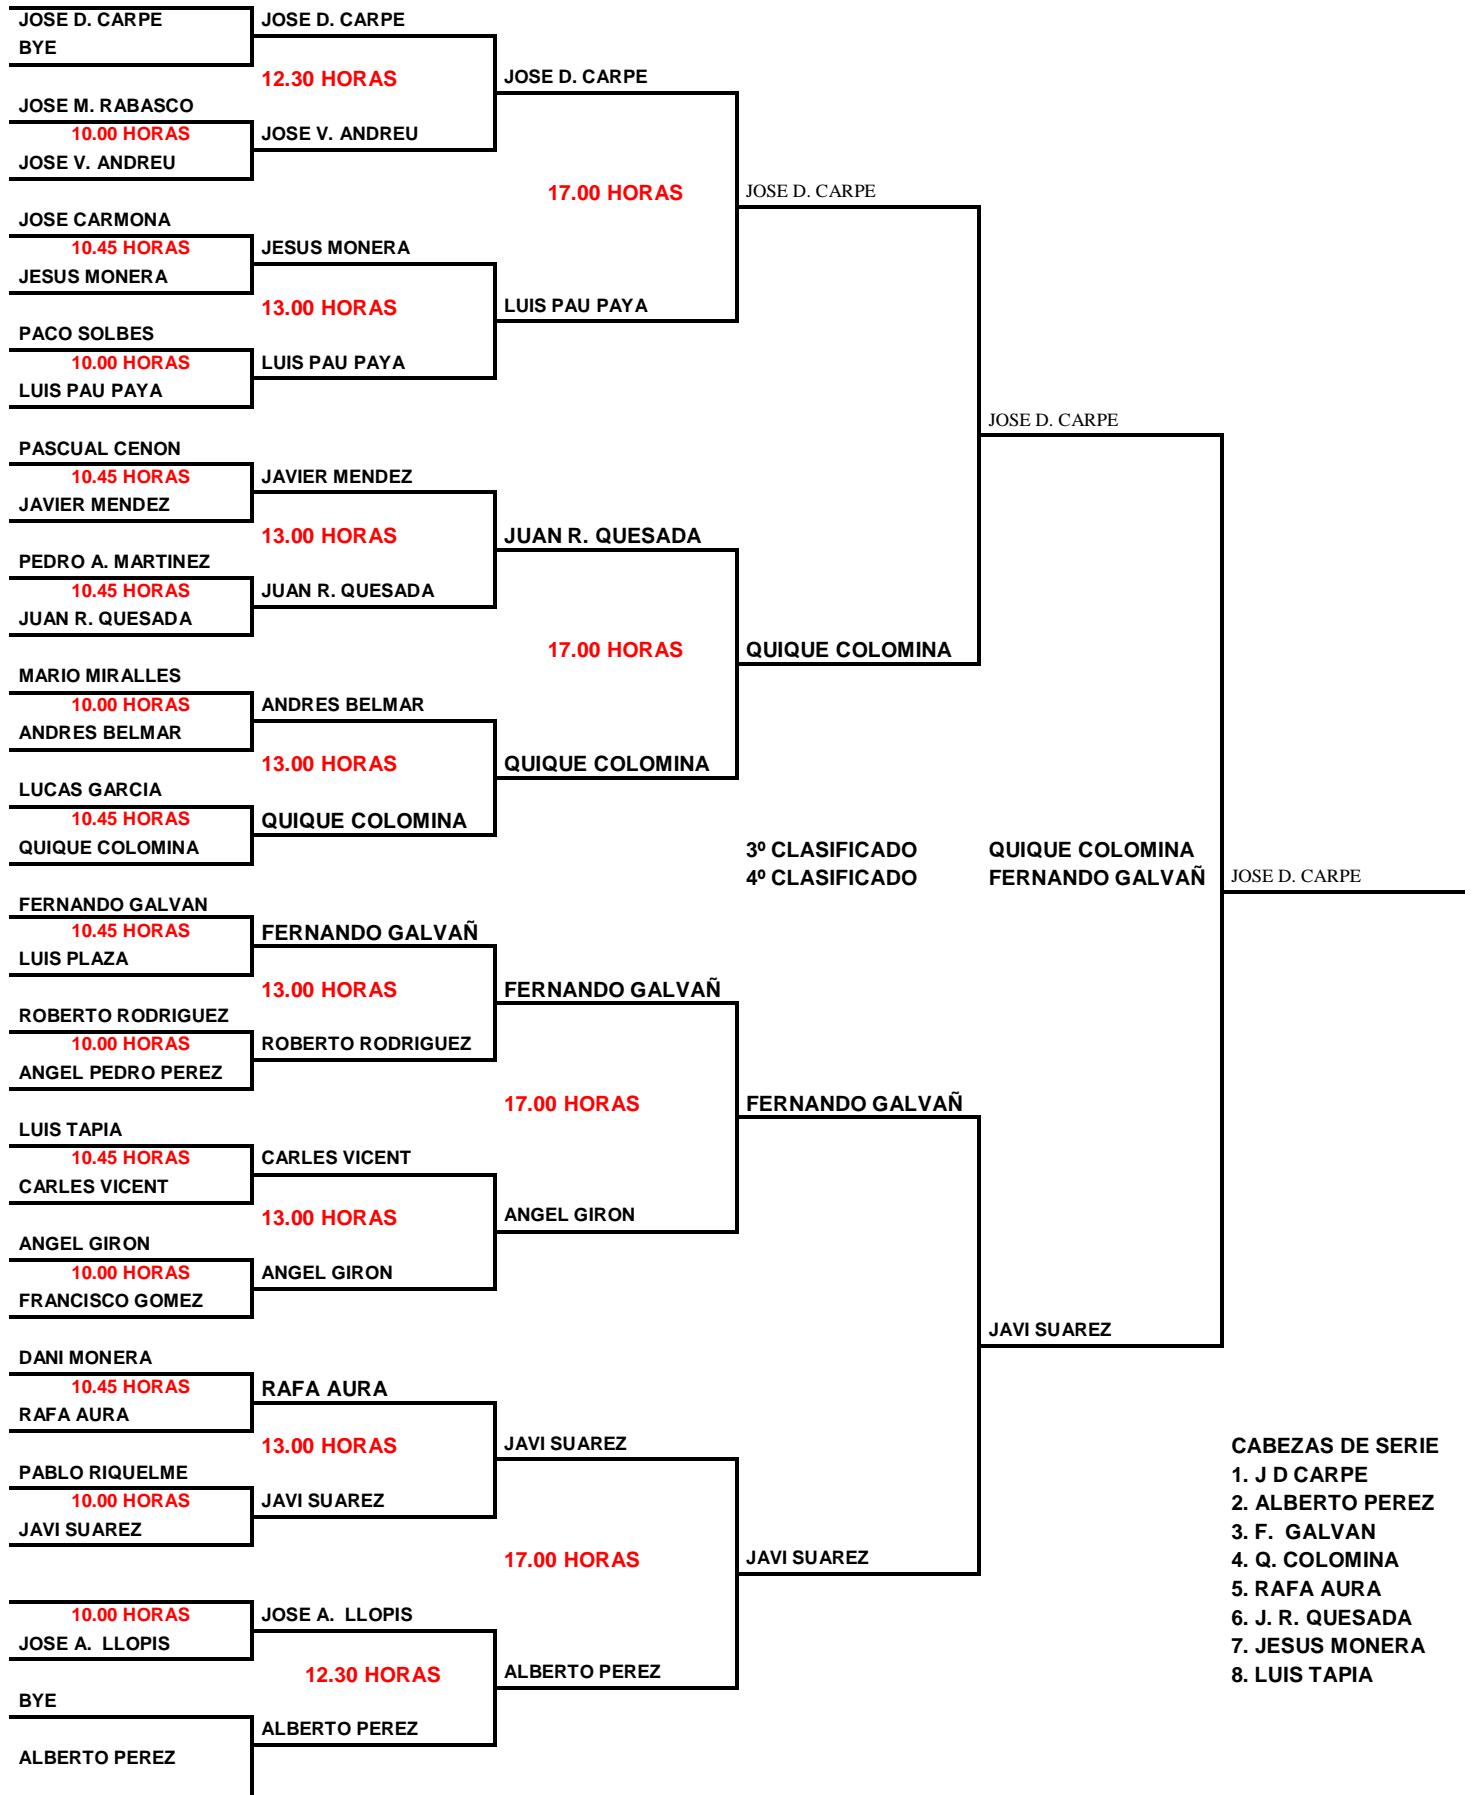 JOSE D. CARPE
BYE
JOSE M. RABASCO
10.00 HORAS
JOSE V. ANDREU
JOSE CARMONA
10.45 HORAS
JESUS MONERA
PACO SOLBES
10.00 HORAS
LUIS PAU PAYA
PASCUAL CENON
10.45 HORAS
JAVIER MENDEZ
PEDRO A. MARTINEZ
10.45 HORAS
JUAN R. QUESADA
MARIO MIRALLES
10.00 HORAS
ANDRES BELMAR
LUCAS GARCIA
10.45 HORAS
QUIQUE COLOMINA
FERNANDO GALVAN
10.45 HORAS
LUIS PLAZA
ROBERTO RODRIGUEZ
10.00 HORAS
ANGEL PEDRO PEREZ
LUIS TAPIA
10.45 HORAS
CARLES VICENT
ANGEL GIRON
10.00 HORAS
FRANCISCO GOMEZ
DANI MONERA
10.45 HORAS
RAFA AURA
PABLO RIQUELME
10.00 HORAS
JAVI SUAREZ
10.00 HORAS
JOSE A. LLOPIS
BYE
ALBERTO PEREZ
JOSE D. CARPE
12.30 HORAS
JOSE V. ANDREU
JESUS MONERA
13.00 HORAS
LUIS PAU PAYA
JAVIER MENDEZ
13.00 HORAS
JUAN R. QUESADA
ANDRES BELMAR
13.00 HORAS
QUIQUE COLOMINA
FERNANDO GALVAÑ
13.00 HORAS
ROBERTO RODRIGUEZ
CARLES VICENT
13.00 HORAS
ANGEL GIRON
RAFA AURA
13.00 HORAS
JAVI SUAREZ
JOSE A. LLOPIS
12.30 HORAS
ALBERTO PEREZ
JOSE D. CARPE
17.00 HORAS
LUIS PAU PAYA
JUAN R. QUESADA
17.00 HORAS
QUIQUE COLOMINA
FERNANDO GALVAÑ
17.00 HORAS
ANGEL GIRON
JAVI SUAREZ
17.00 HORAS
ALBERTO PEREZ
JOSE D. CARPE
QUIQUE COLOMINA
3º CLASIFICADO QUIQUE COLOMINA
4º CLASIFICADO FERNANDO GALVAÑ
FERNANDO GALVAÑ
JAVI SUAREZ
JOSE D. CARPE
JAVI SUAREZ
JOSE D. CARPE
CABEZAS DE SERIE
1. J D CARPE
2. ALBERTO PEREZ
3. F. GALVAN
4. Q. COLOMINA
5. RAFA AURA
6. J. R. QUESADA
7. JESUS MONERA
8. LUIS TAPIA